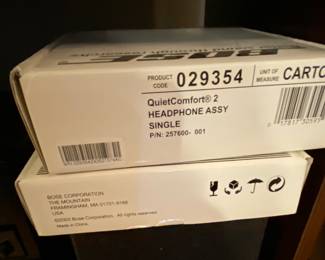 BOSE
PRODUCT CODE 029354 UNIT OF MEASURE CARTO
QuietComfort® 2
HEADPHONE ASSY
SINGLE
P/N: 257600- 001
BOSE CORPORATION
THE MOUNTAIN
FRAMINGHAM, MA 01701-9168
USA
Bose Corporation. All rights reserved.
Made in China